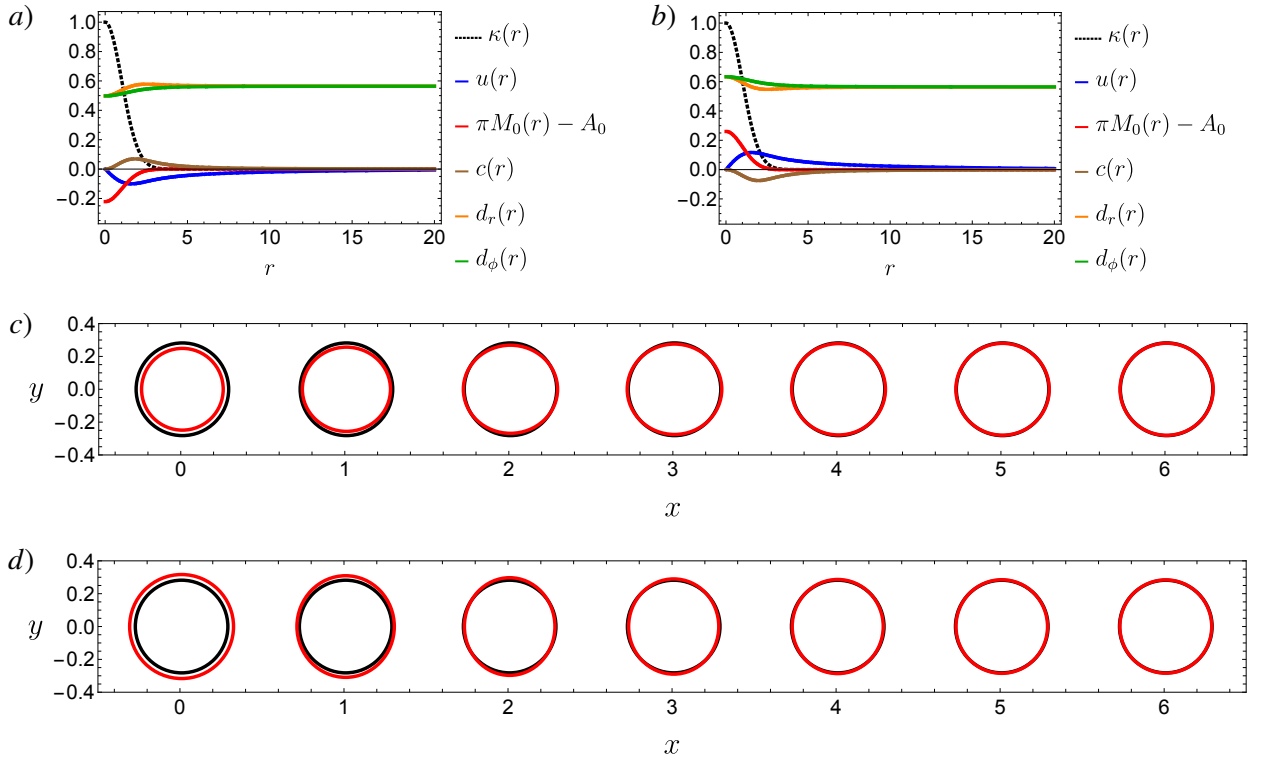 a)
1.0
0.8
0.6
0.4
0.2
0.0
−0.2
0 5 10 15 20
r
κ(r)
u(r)
πM₀(r) − A₀
c(r)
d_r(r)
d_ϕ(r)
b)
1.0
0.8
0.6
0.4
0.2
0.0
−0.2
0 5 10 15 20
r
κ(r)
u(r)
πM₀(r) − A₀
c(r)
d_r(r)
d_ϕ(r)
c)
0.4
0.2
0.0
−0.2
−0.4
y
0 1 2 3 4 5 6
x
d)
0.4
0.2
0.0
−0.2
−0.4
y
0 1 2 3 4 5 6
x